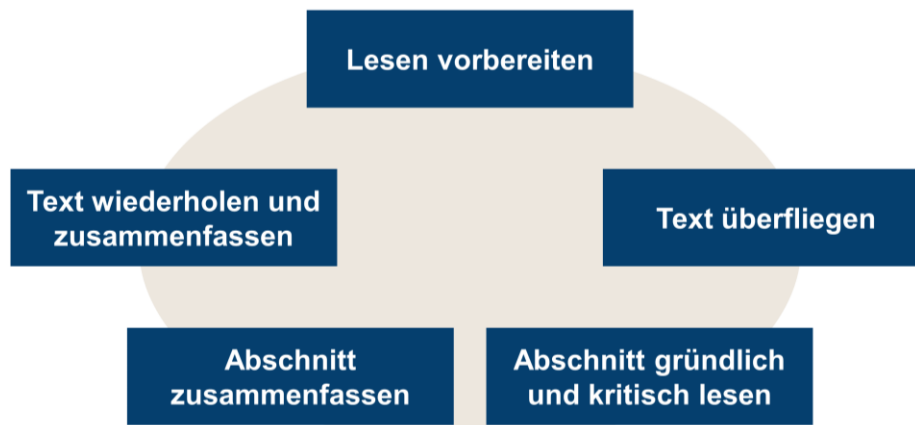 Lesen vorbereiten
Text wiederholen und
zusammenfassen
Text überfliegen
Abschnitt
zusammenfassen
Abschnitt gründlich
und kritisch lesen